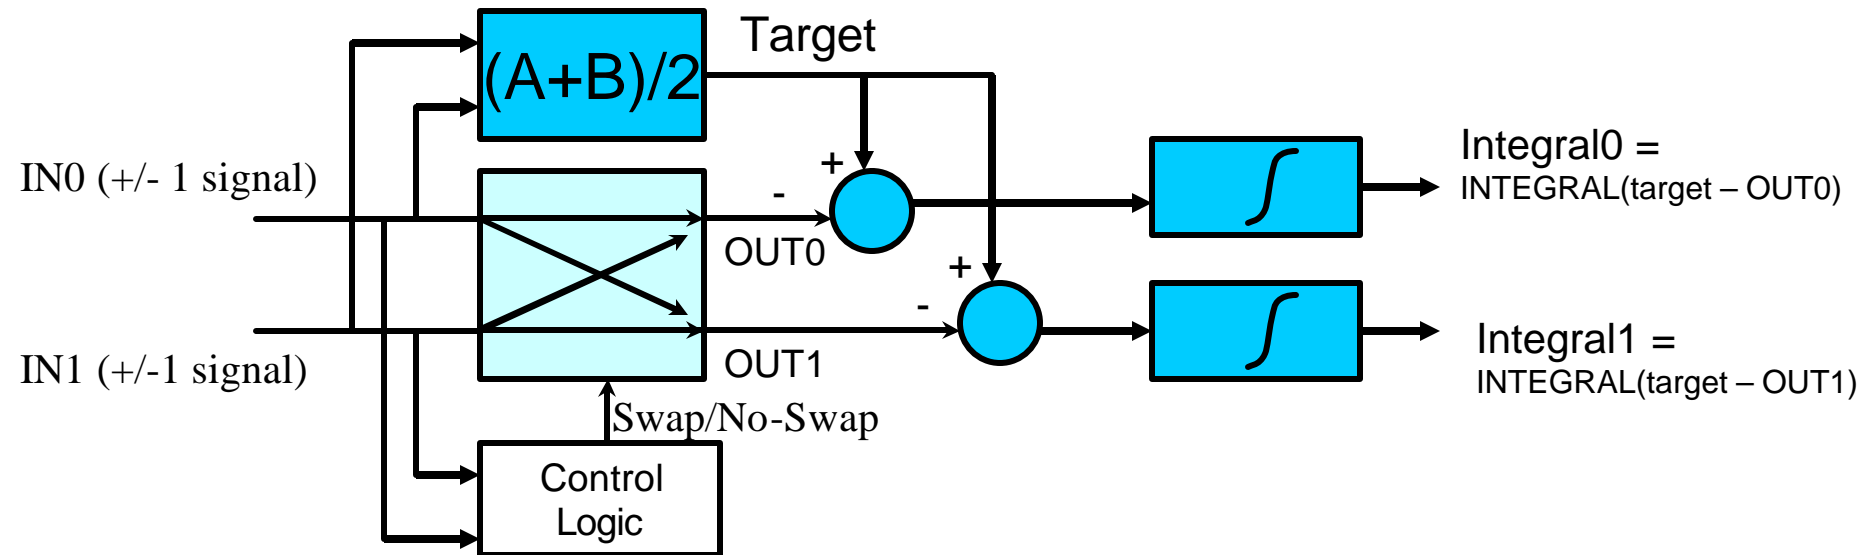 Target
(A+B)/2
IN0 (+/- 1 signal)
+
-
OUT0
Integral0 =
INTEGRAL(target – OUT0)
+
-
IN1 (+/-1 signal)
OUT1
Integral1 =
INTEGRAL(target – OUT1)
Swap/No-Swap
Control
Logic